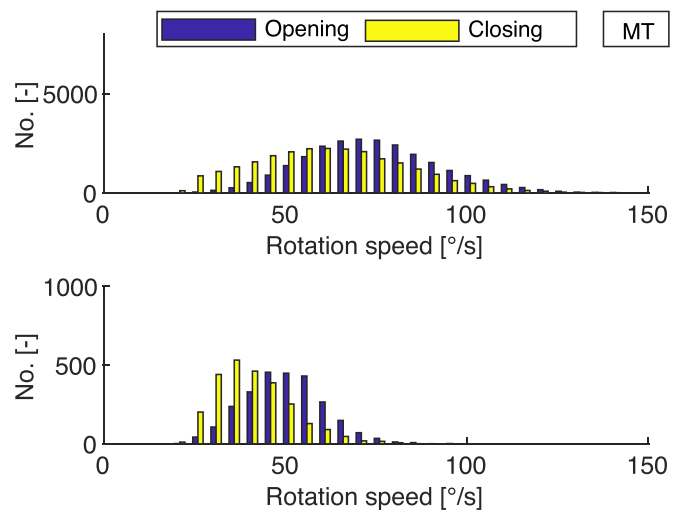 Opening Closing MT
No. [-]
5000
0
0 50 100 150
Rotation speed [°/s]
No. [-]
1000
500
0
0 50 100 150
Rotation speed [°/s]